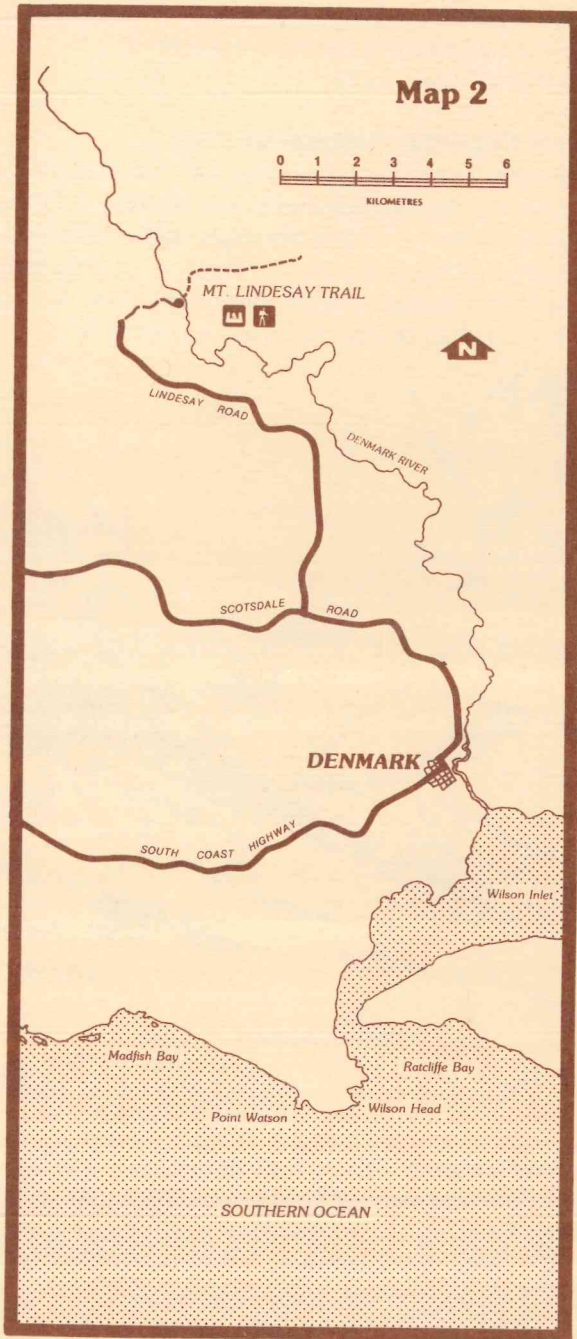 Map 2
0 1 2 3 4 5 6
KILOMETRES
MT. LINDESAY TRAIL
N
LINDESAY ROAD
DENMARK RIVER
SCOTSDALE ROAD
DENMARK
SOUTH COAST HIGHWAY
Wilson Inlet
Madfish Bay
Ratcliffe Bay
Point Watson
Wilson Head
SOUTHERN OCEAN